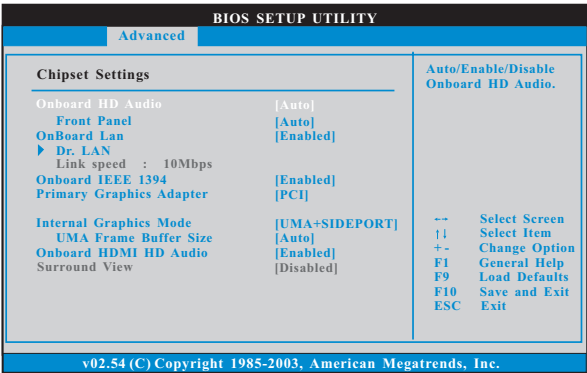 BIOS SETUP UTILITY
Advanced
Chipset Settings
Onboard HD Audio [Auto]
Front Panel [Auto]
OnBoard Lan [Enabled]
Dr. LAN
Link speed : 10Mbps
Onboard IEEE 1394 [Enabled]
Primary Graphics Adapter [PCI]
Internal Graphics Mode [UMA+SIDEPORT]
UMA Frame Buffer Size [Auto]
Onboard HDMI HD Audio [Enabled]
Surround View [Disabled]
Auto/Enable/Disable
Onboard HD Audio.
←→ Select Screen
↑↓ Select Item
+- Change Option
F1 General Help
F9 Load Defaults
F10 Save and Exit
ESC Exit
v02.54 (C) Copyright 1985-2003, American Megatrends, Inc.